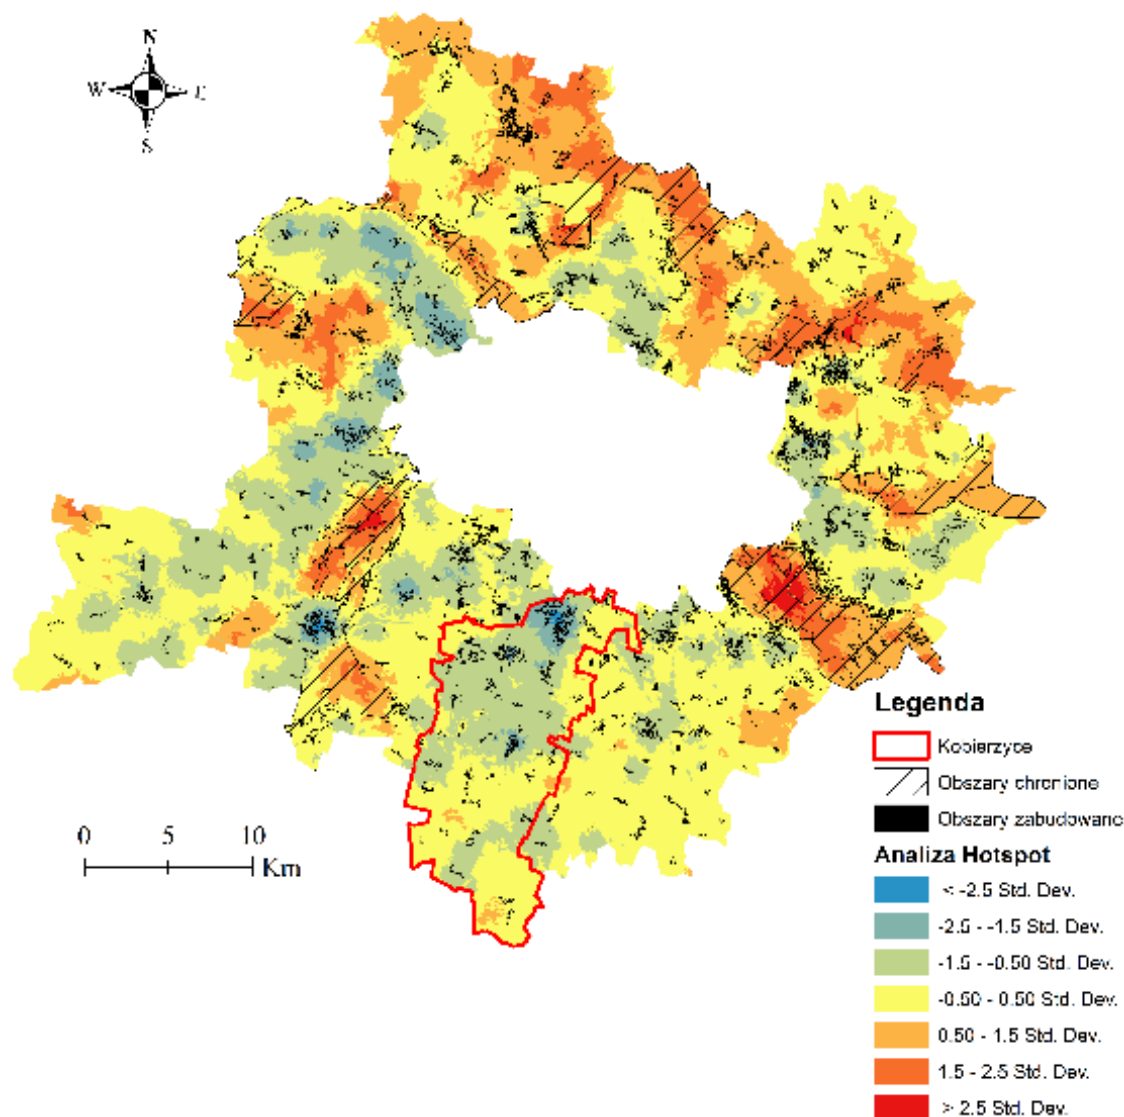 N
W E
S
Legenda
Kobierzyce
Obszary chronione
Obszary zabudowane
0 5 10
Km
Analiza Hotspot
< -2.5 Std. Dev.
-2.5 - -1.5 Std. Dev.
-1.5 - -0.50 Std. Dev.
-0.50 - 0.50 Std. Dev.
0.50 - 1.5 Std. Dev.
1.5 - 2.5 Std. Dev.
> 2.5 Std. Dev.